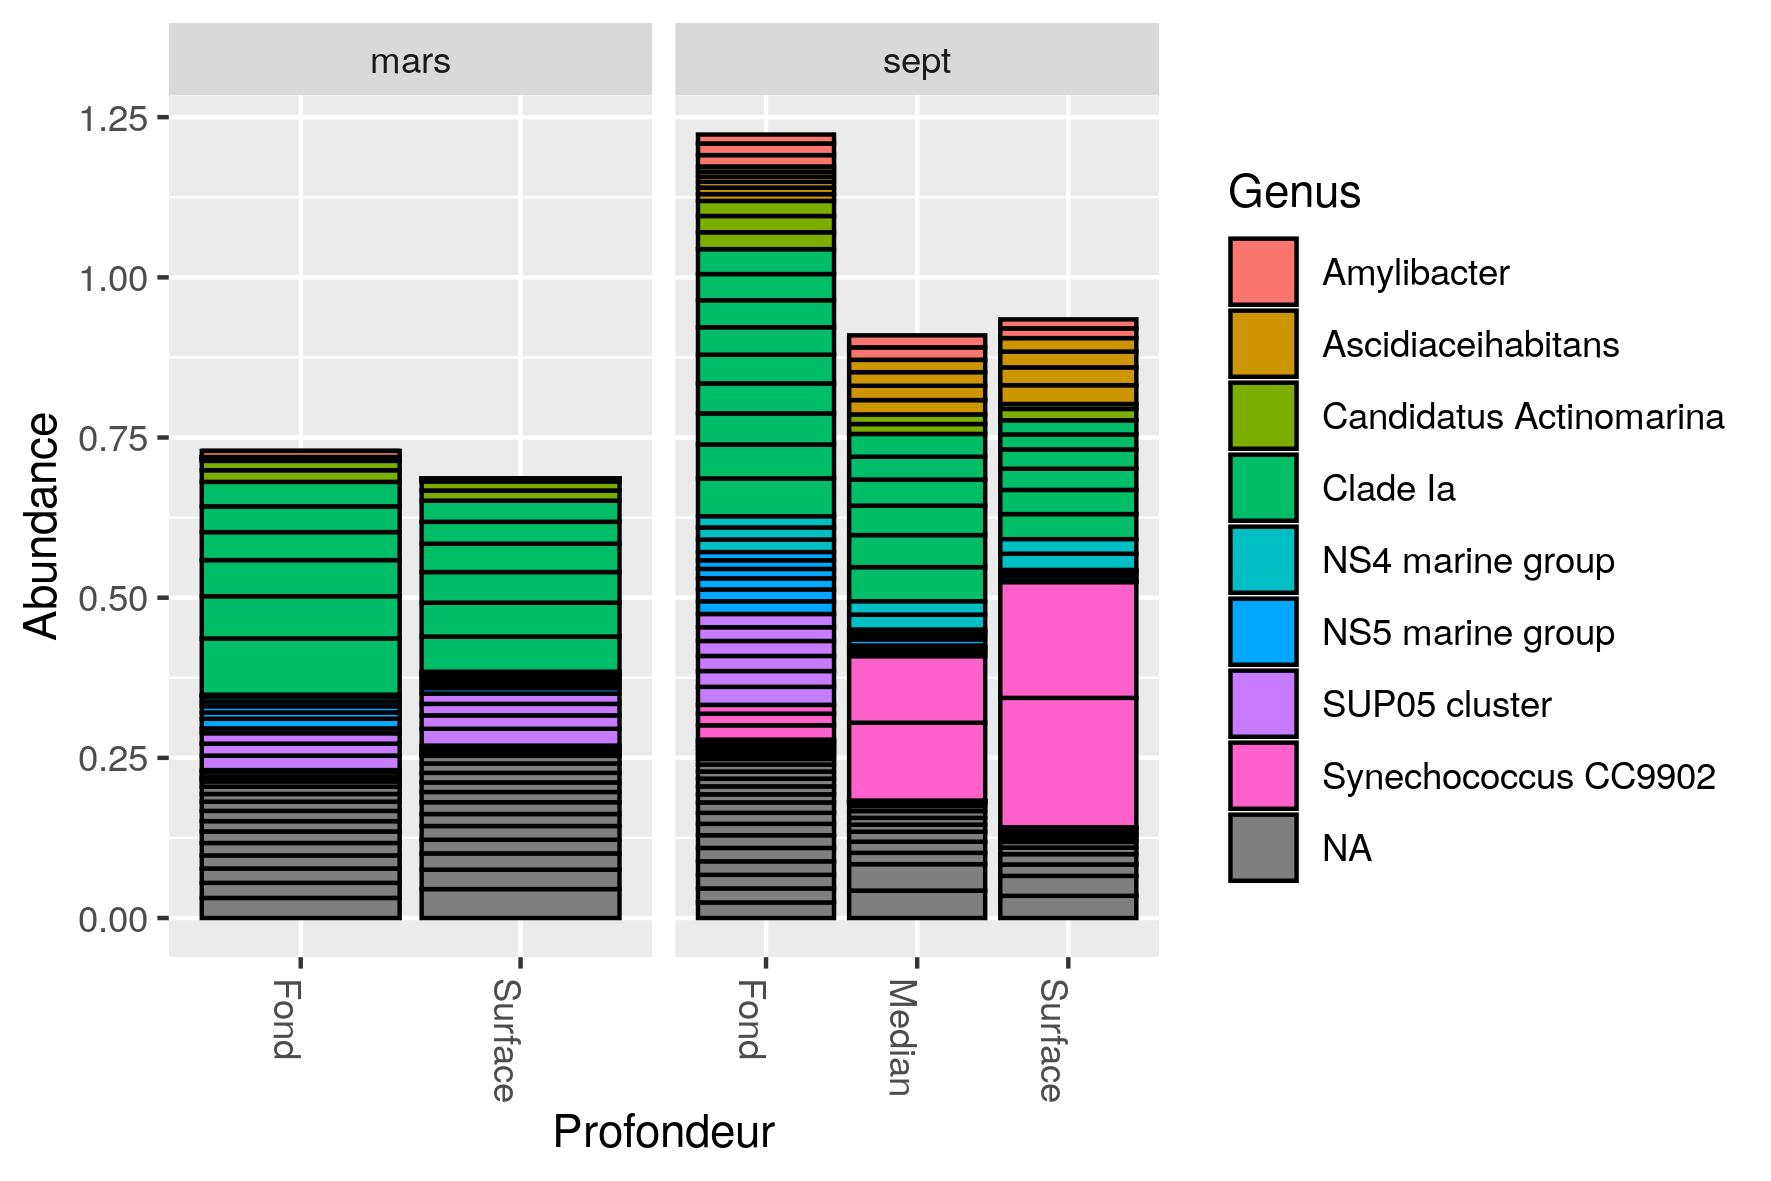 mars
sept
1.25
1.00
0.75
0.50
0.25
0.00
Abundance
Fond
Surface
Fond
Median
Surface
Profondeur
Genus
Amylibacter
Ascidiaceihabitans
Candidatus Actinomarina
Clade Ia
NS4 marine group
NS5 marine group
SUP05 cluster
Synechococcus CC9902
NA